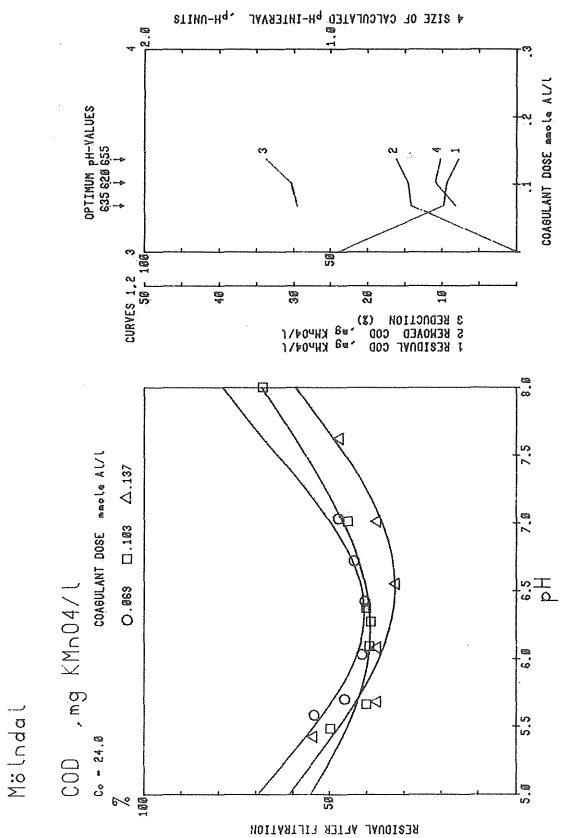 Mölndal
COD , mg KMnO4/l
C₀ = 24.0
COAGULANT DOSE mmole Al/l
%
○ .069 □ .103 △ .137
100
50
RESIDUAL AFTER FILTRATION
5.0 5.5 6.0 6.5 7.0 7.5 8.0
pH
CURVES 1,2
50 40 30 20 10
1 RESIDUAL COD , mg KMnO4/l
2 REMOVED COD , mg KMnO4/l
3 REDUCTION (%)
OPTIMUM pH-VALUES
635 620 655
3
100
50
4
2.0
1.0
4 SIZE OF CALCULATED pH-INTERVAL ,pH-UNITS
3
2
4
1
.1 .2 .3
COAGULANT DOSE mmole Al/l